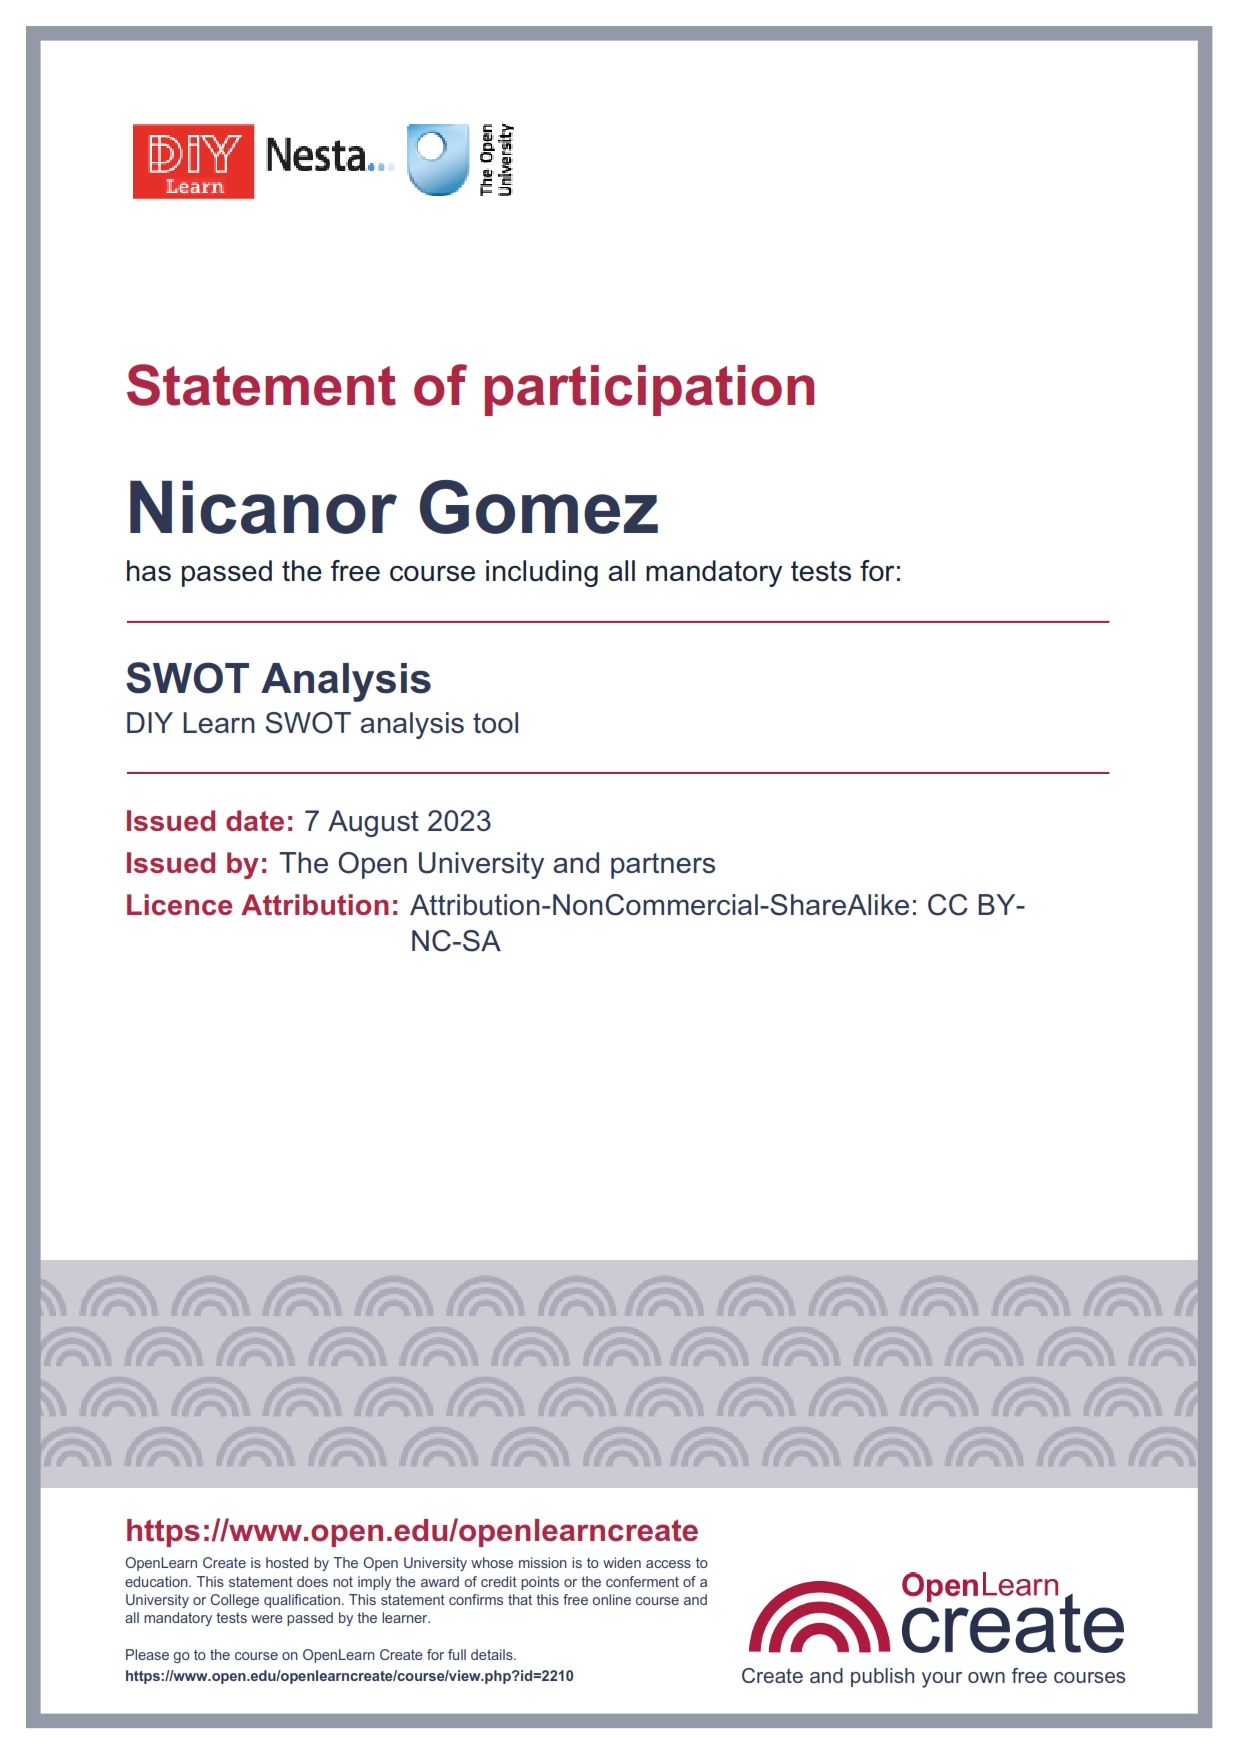 DIY
Learn
Nesta...
The Open
University
Statement of participation
Nicanor Gomez
has passed the free course including all mandatory tests for:
SWOT Analysis
DIY Learn SWOT analysis tool
Issued date: 7 August 2023
Issued by: The Open University and partners
Licence Attribution: Attribution-NonCommercial-ShareAlike: CC BY-
NC-SA
https://www.open.edu/openlearncreate
OpenLearn Create is hosted by The Open University whose mission is to widen access to
education. This statement does not imply the award of credit points or the conferment of a
University or College qualification. This statement confirms that this free online course and
all mandatory tests were passed by the learner.
Please go to the course on OpenLearn Create for full details.
https://www.open.edu/openlearncreate/course/view.php?id=2210
OpenLearn
create
Create and publish your own free courses